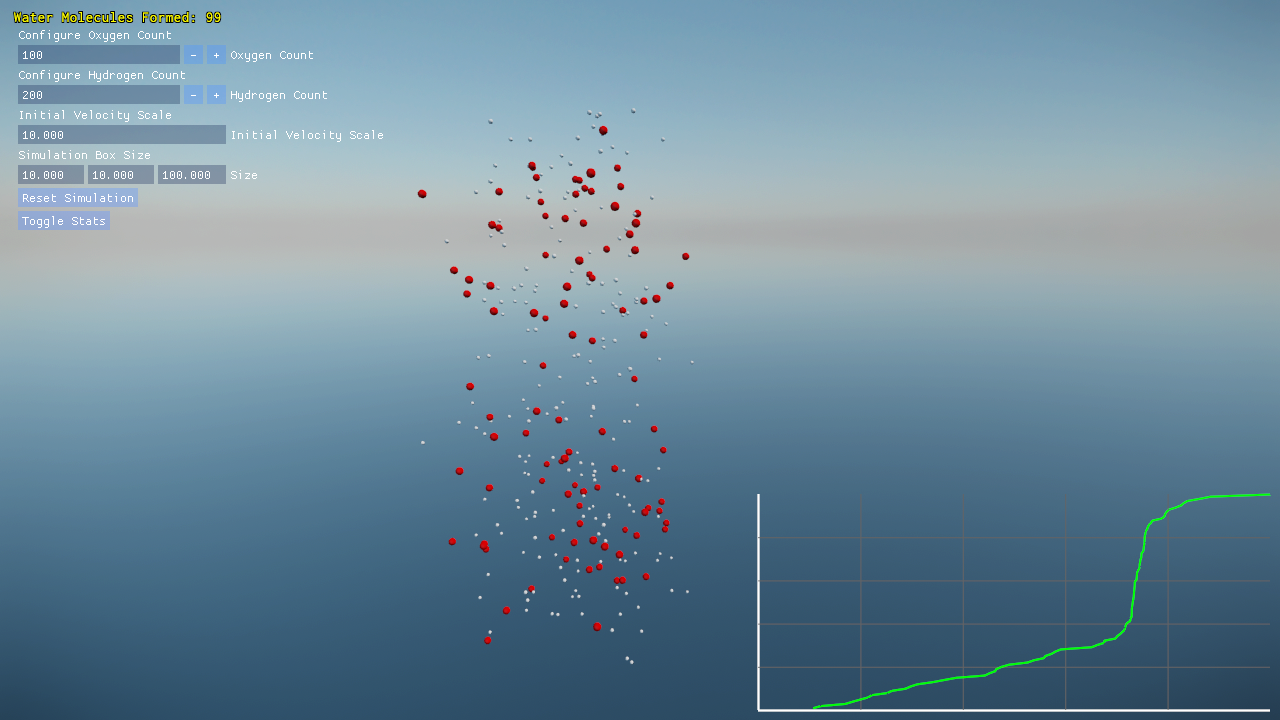 Water Molecules Formed: 99
Configure Oxygen Count
100 - + Oxygen Count
Configure Hydrogen Count
200 - + Hydrogen Count
Initial Velocity Scale
10.000 Initial Velocity Scale
Simulation Box Size
10.000 10.000 100.000 Size
Reset Simulation
Toggle Stats